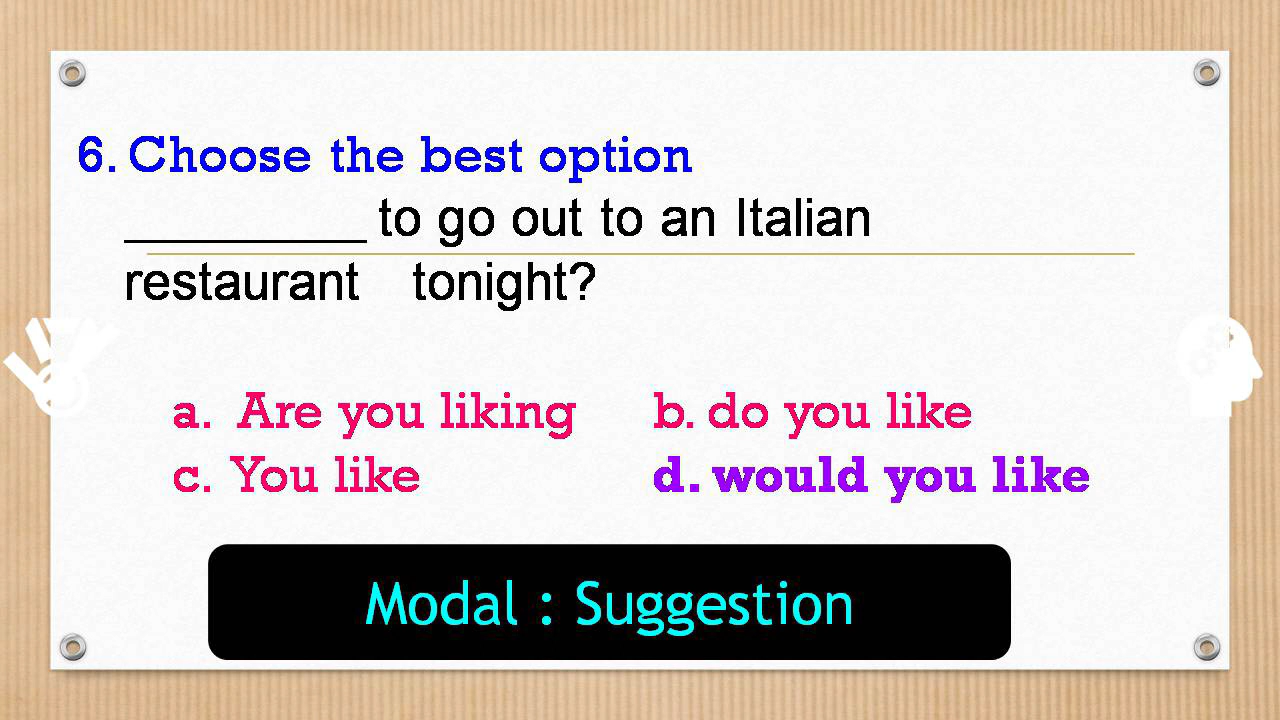 6. Choose the best option
_________ to go out to an Italian
restaurant tonight?
a. Are you liking b. do you like
c. You like d. would you like
Modal : Suggestion